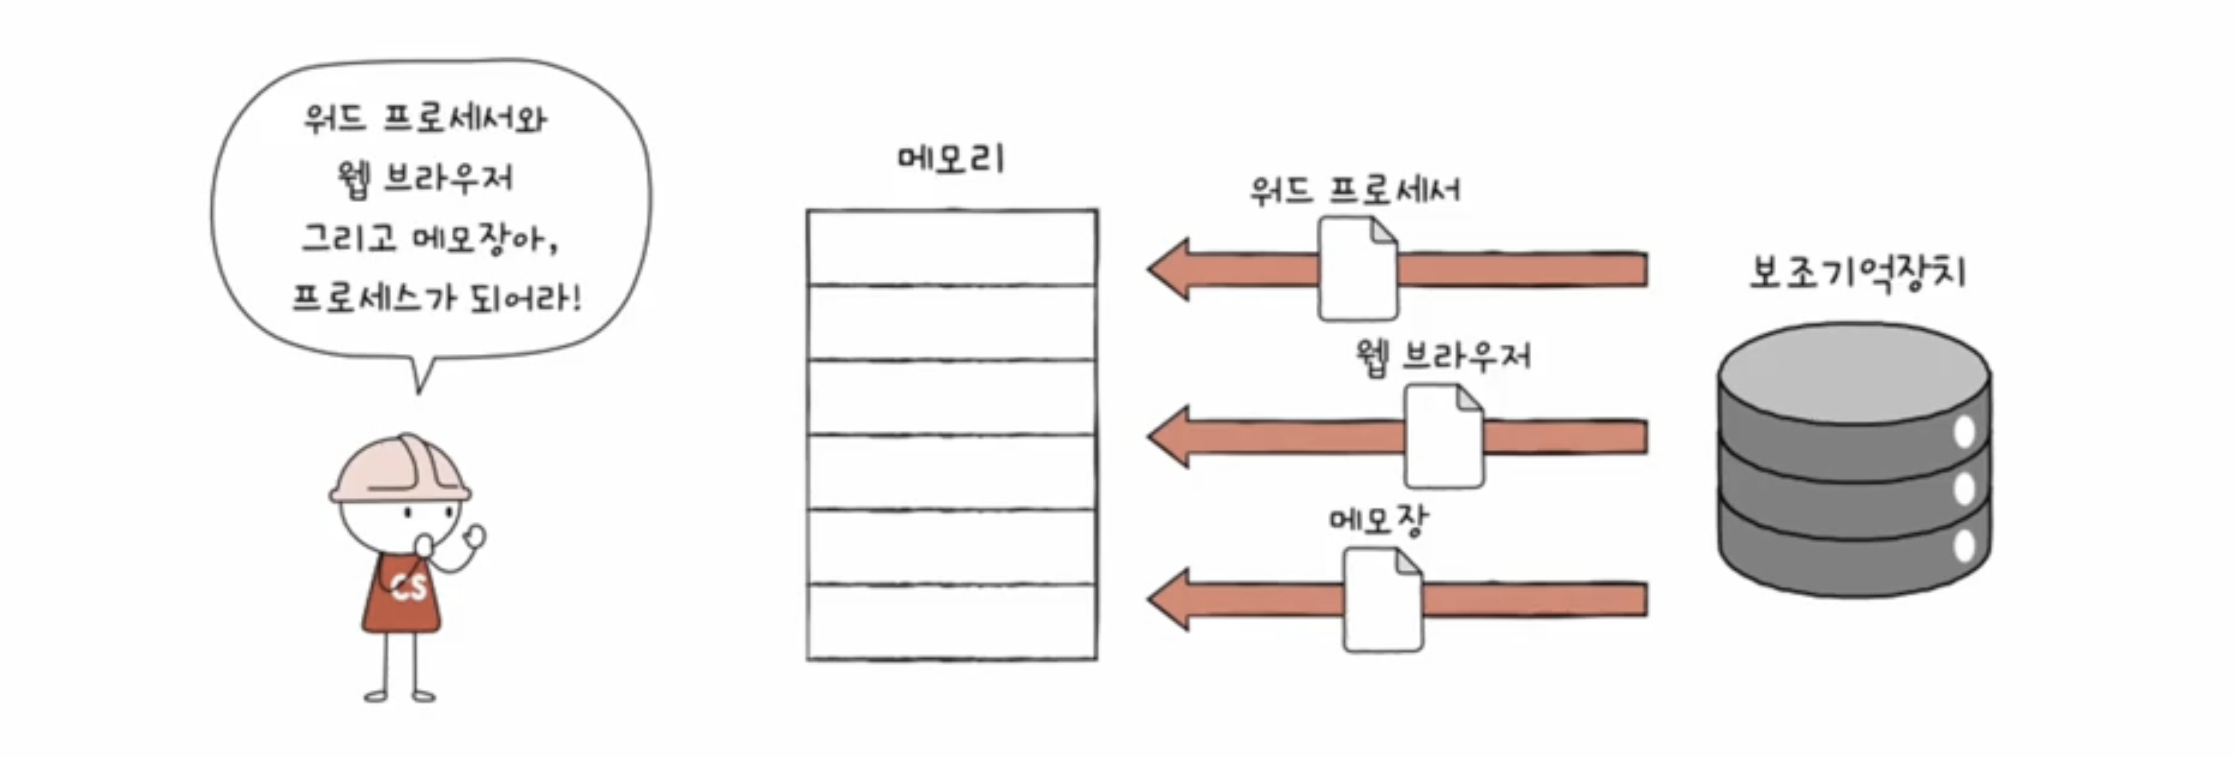 워드 프로세서와
웹 브라우저
그리고 메모장아,
프로세스가 되어라!
CS
메모리
워드 프로세서
웹 브라우저
메모장
보조기억장치